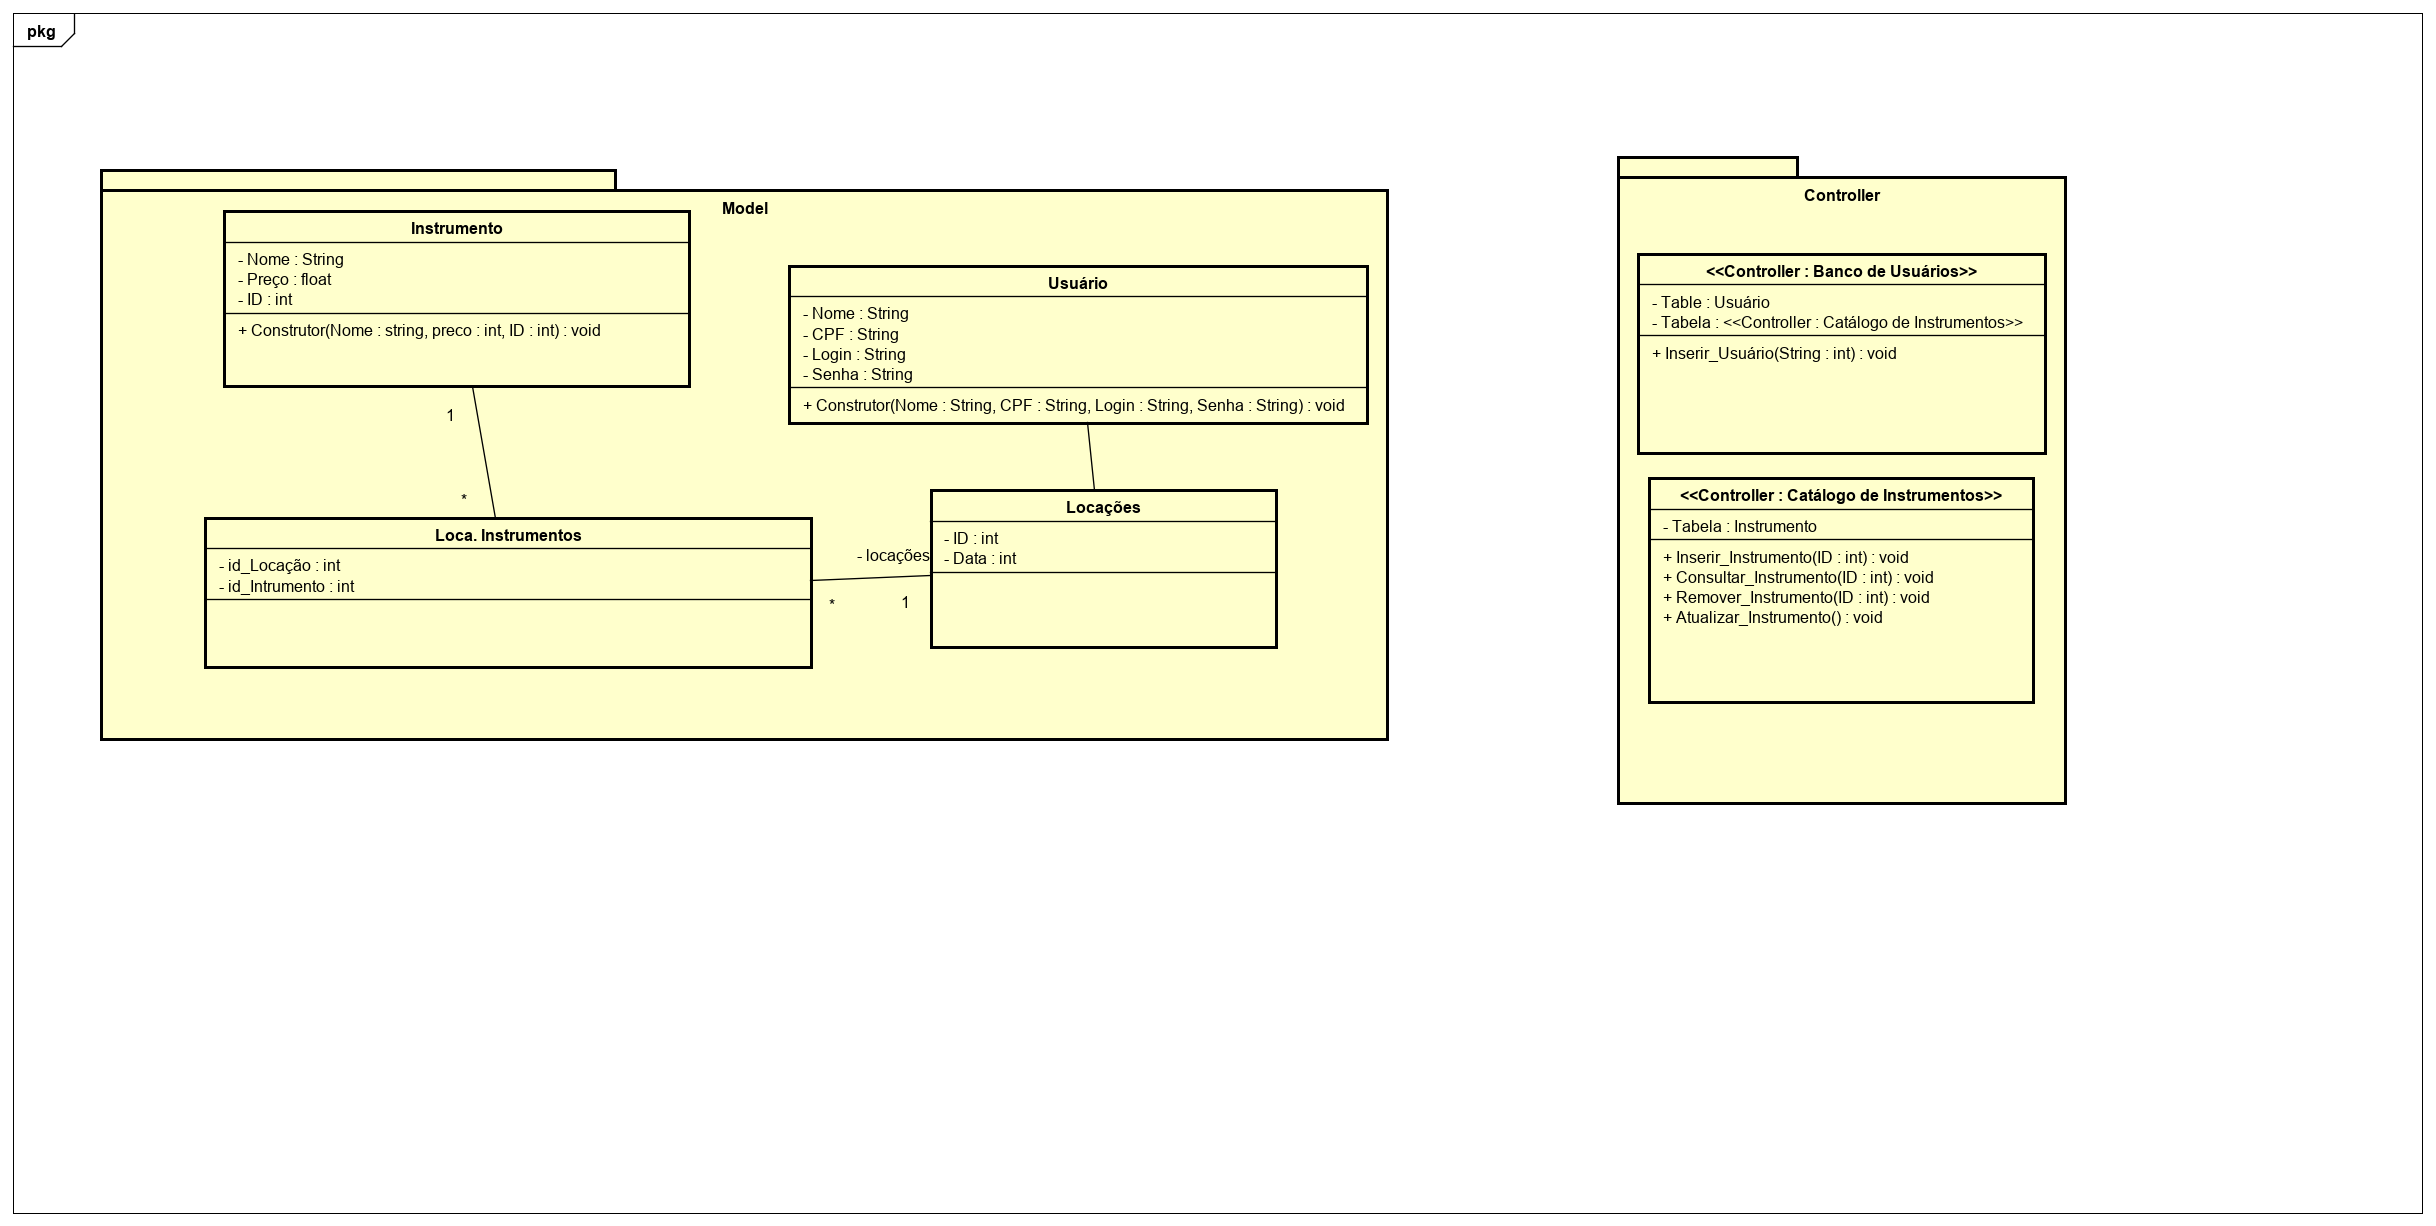 pkg
Model
Instrumento
- Nome : String
- Preço : float
- ID : int
+ Construtor(Nome : string, preco : int, ID : int) : void
Usuário
- Nome : String
- CPF : String
- Login : String
- Senha : String
+ Construtor(Nome : String, CPF : String, Login : String, Senha : String) : void
1
*
Loca. Instrumentos
- id_Locação : int
- id_Intrumento : int
- locações
*
1
Locações
- ID : int
- Data : int
Controller
<<Controller : Banco de Usuários>>
- Table : Usuário
- Tabela : <<Controller : Catálogo de Instrumentos>>
+ Inserir_Usuário(String : int) : void
<<Controller : Catálogo de Instrumentos>>
- Tabela : Instrumento
+ Inserir_Instrumento(ID : int) : void
+ Consultar_Instrumento(ID : int) : void
+ Remover_Instrumento(ID : int) : void
+ Atualizar_Instrumento() : void